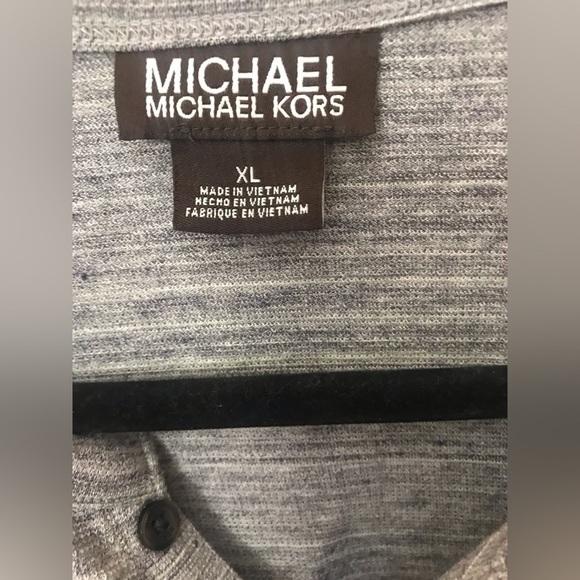 MICHAEL
MICHAEL KORS
XL
MADE IN VIETNAM
HECHO EN VIETNAM
FABRIQUE EN VIETNAM